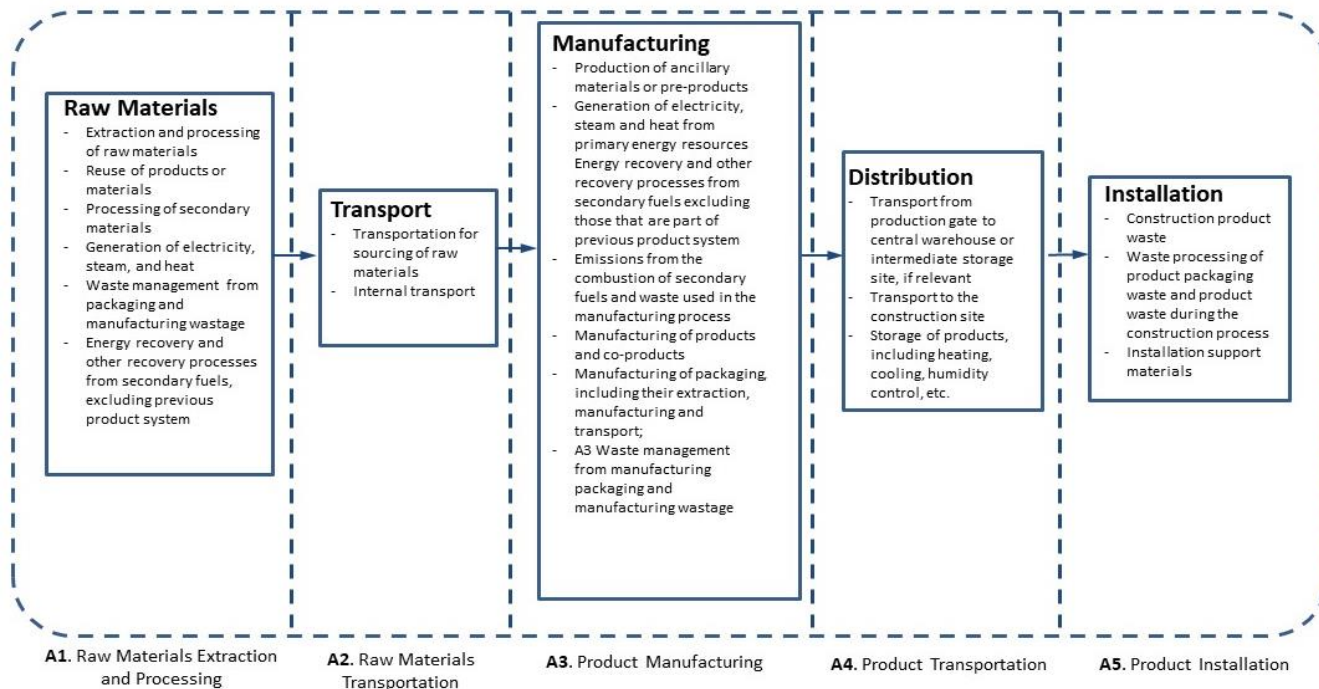 Raw Materials
- Extraction and processing
of raw materials
- Reuse of products or
materials
- Processing of secondary
materials
- Generation of electricity,
steam, and heat
- Waste management from
packaging and
manufacturing wastage
- Energy recovery and
other recovery processes
from secondary fuels,
excluding previous
product system
Transport
- Transportation for
sourcing of raw
materials
- Internal transport
Manufacturing
- Production of ancillary
materials or pre-products
- Generation of electricity,
steam and heat from
primary energy resources
Energy recovery and other
recovery processes from
secondary fuels excluding
those that are part of
previous product system
- Emissions from the
combustion of secondary
fuels and waste used in the
manufacturing process
- Manufacturing of products
and co-products
- Manufacturing of packaging,
including their extraction,
manufacturing and
transport;
- A3 Waste management
from manufacturing
packaging and
manufacturing wastage
Distribution
- Transport from
production gate to
central warehouse or
intermediate storage
site, if relevant
- Transport to the
construction site
- Storage of products,
including heating,
cooling, humidity
control, etc.
Installation
- Construction product
waste
- Waste processing of
product packaging
waste and product
waste during the
construction process
- Installation support
materials
A1. Raw Materials Extraction
and Processing
A2. Raw Materials
Transportation
A3. Product Manufacturing
A4. Product Transportation
A5. Product Installation